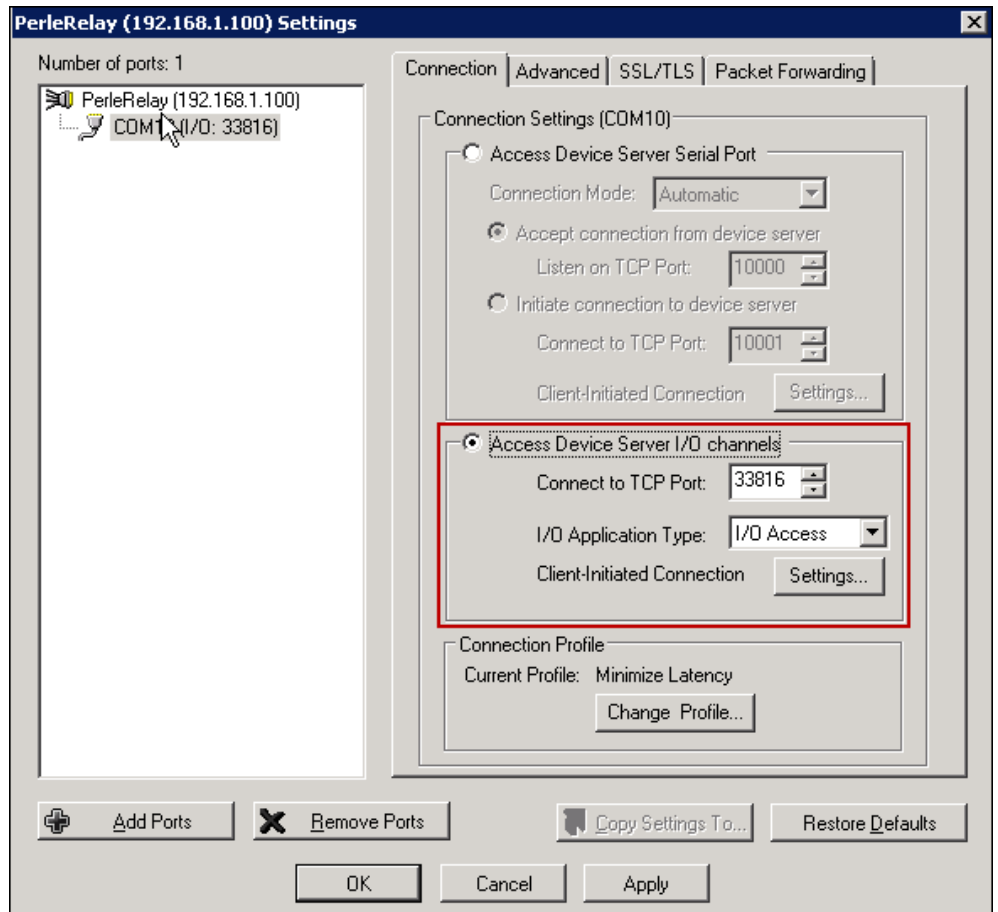 PerleRelay (192.168.1.100) Settings
Number of ports: 1
PerleRelay (192.168.1.100)
(I/O: 33816)
Connection Advanced SSL/TLS Packet Forwarding
Connection Settings (COM10)
Access Device Server Serial Port
Connection Mode: Automatic
Accept connection from device server
Listen on TCP Port: 10000
Initiate connection to device server
Connect to TCP Port: 10001
Client-Initiated Connection Settings...
Access Device Server I/O channels
Connect to TCP Port: 33816
I/O Application Type: I/O Access
Client-Initiated Connection Settings...
Connection Profile
Current Profile: Minimize Latency
Change Profile...
Add Ports Remove Ports Copy Settings To... Restore Defaults
OK Cancel Apply